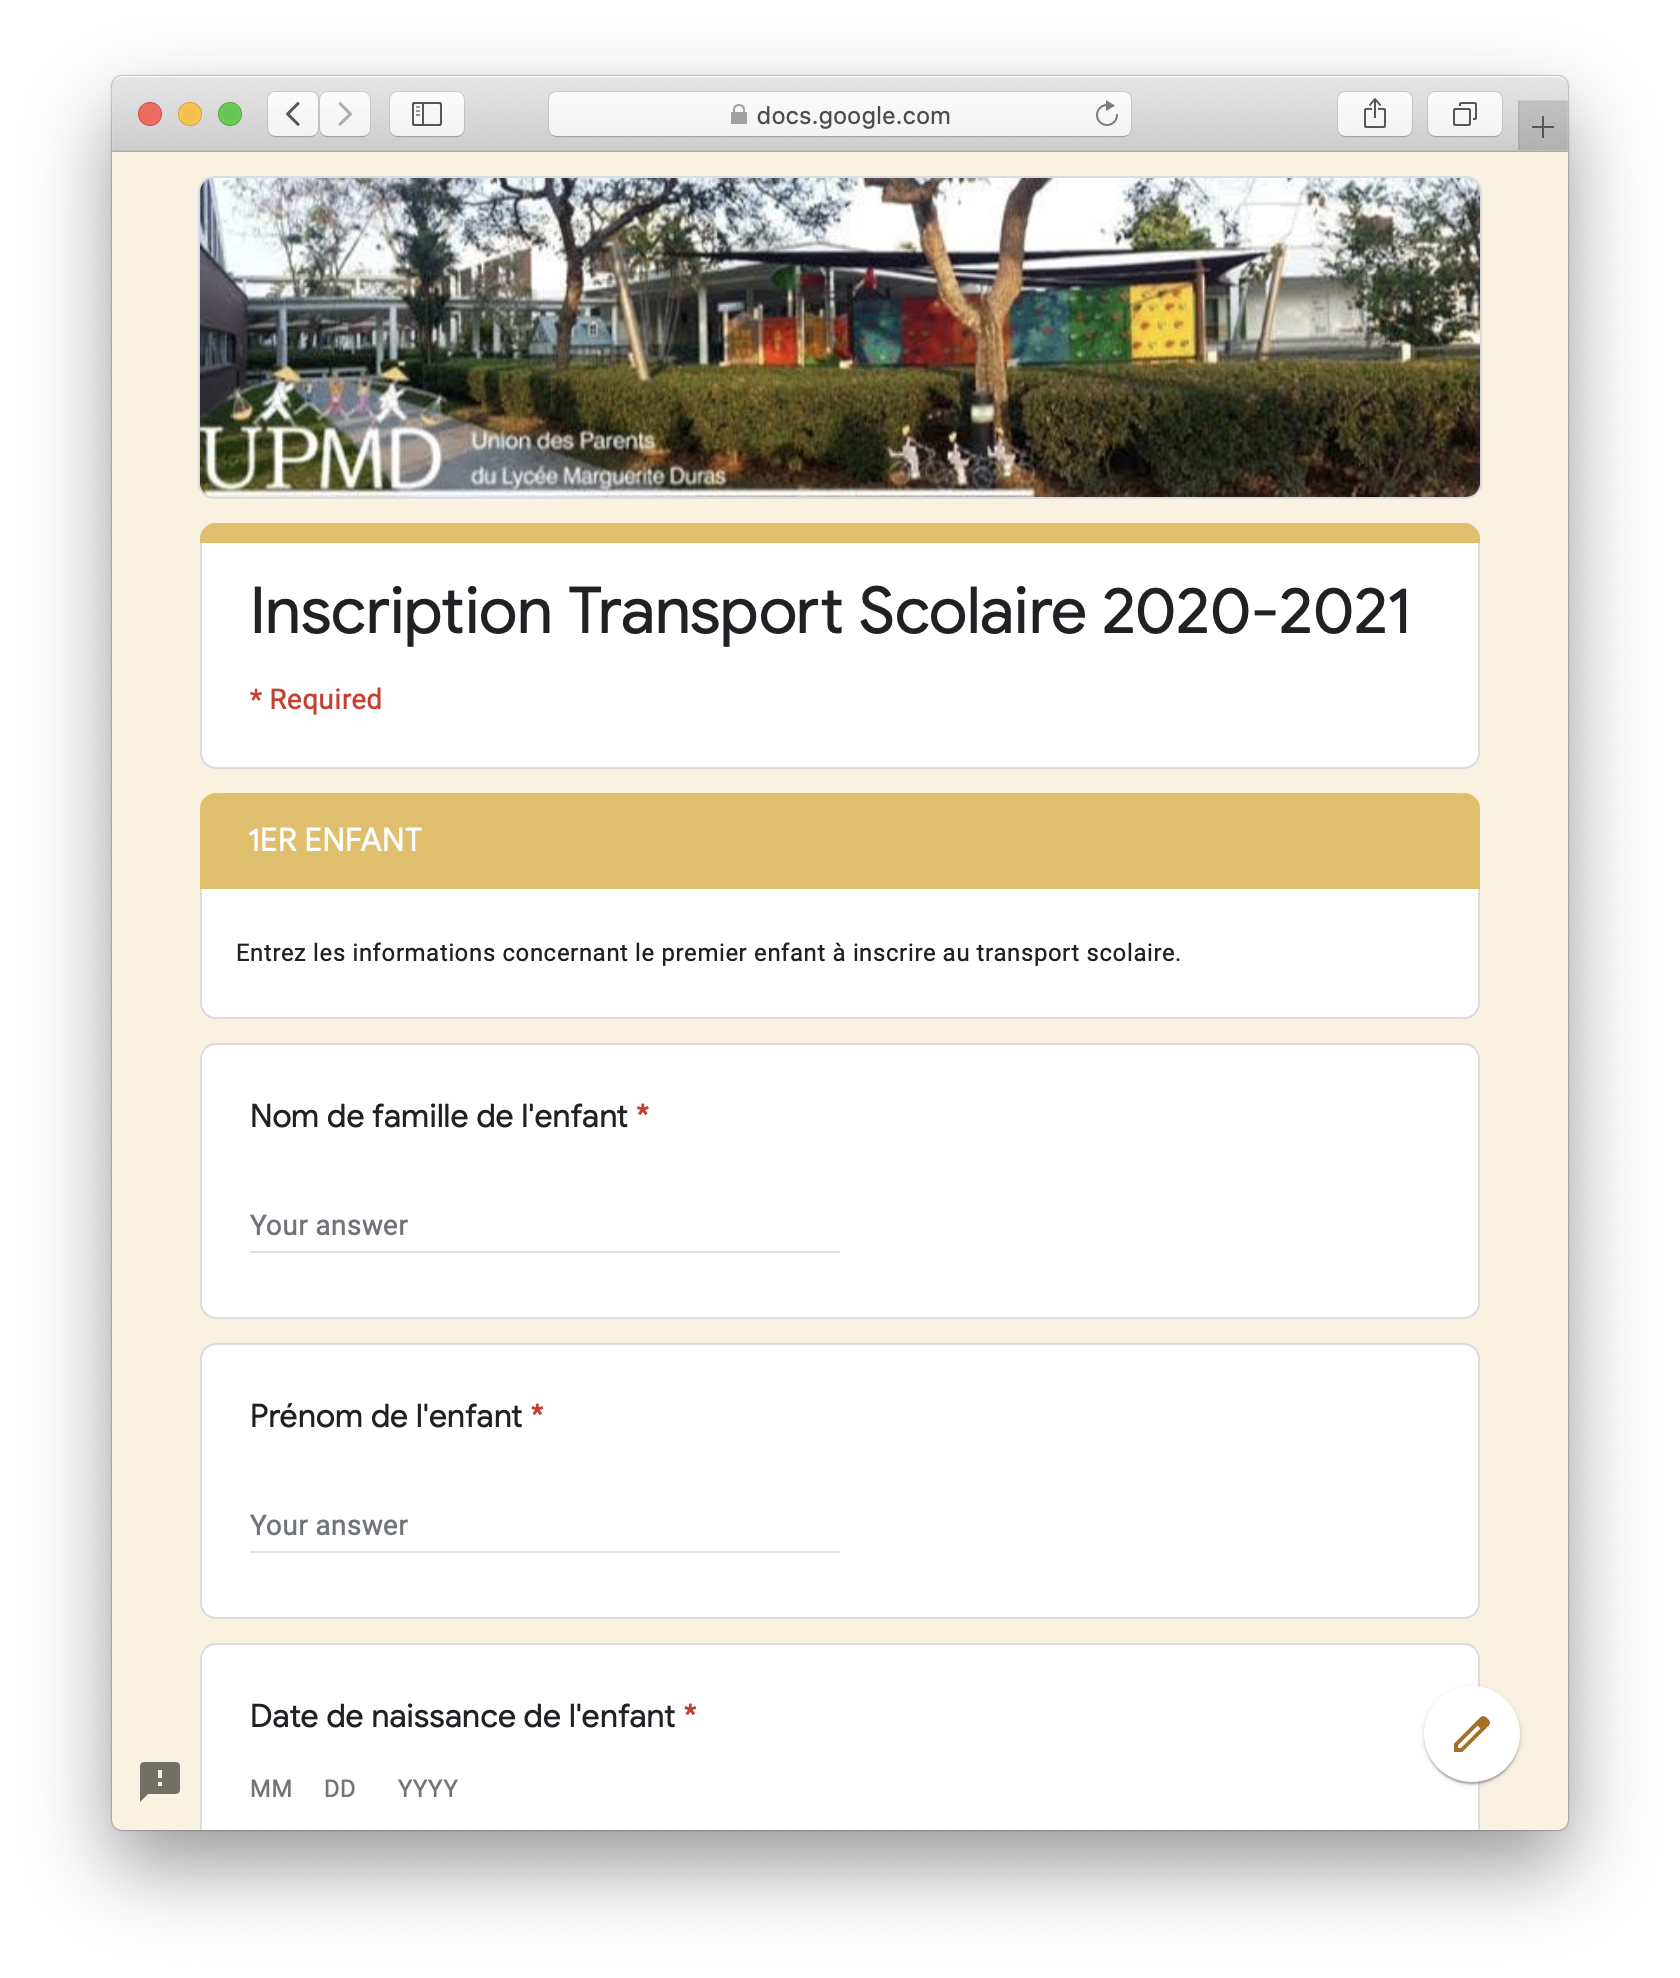 docs.google.com
UPMD
Union des Parents
du Lycée Marguerite Duras
Inscription Transport Scolaire 2020-2021
* Required
1ER ENFANT
Entrez les informations concernant le premier enfant à inscrire au transport scolaire.
Nom de famille de l'enfant *
Your answer
Prénom de l'enfant *
Your answer
Date de naissance de l'enfant *
MM DD YYYY